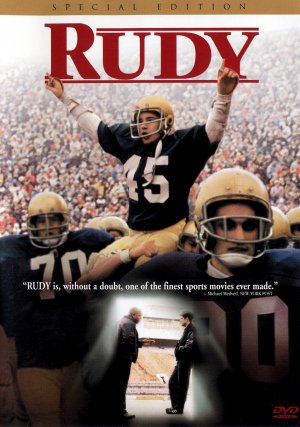 SPECIAL EDITION
RUDY
45
70
0
"RUDY is, without a doubt, one of the finest sports movies ever made."
– Michael Medved, NEW YORK POST
DVD